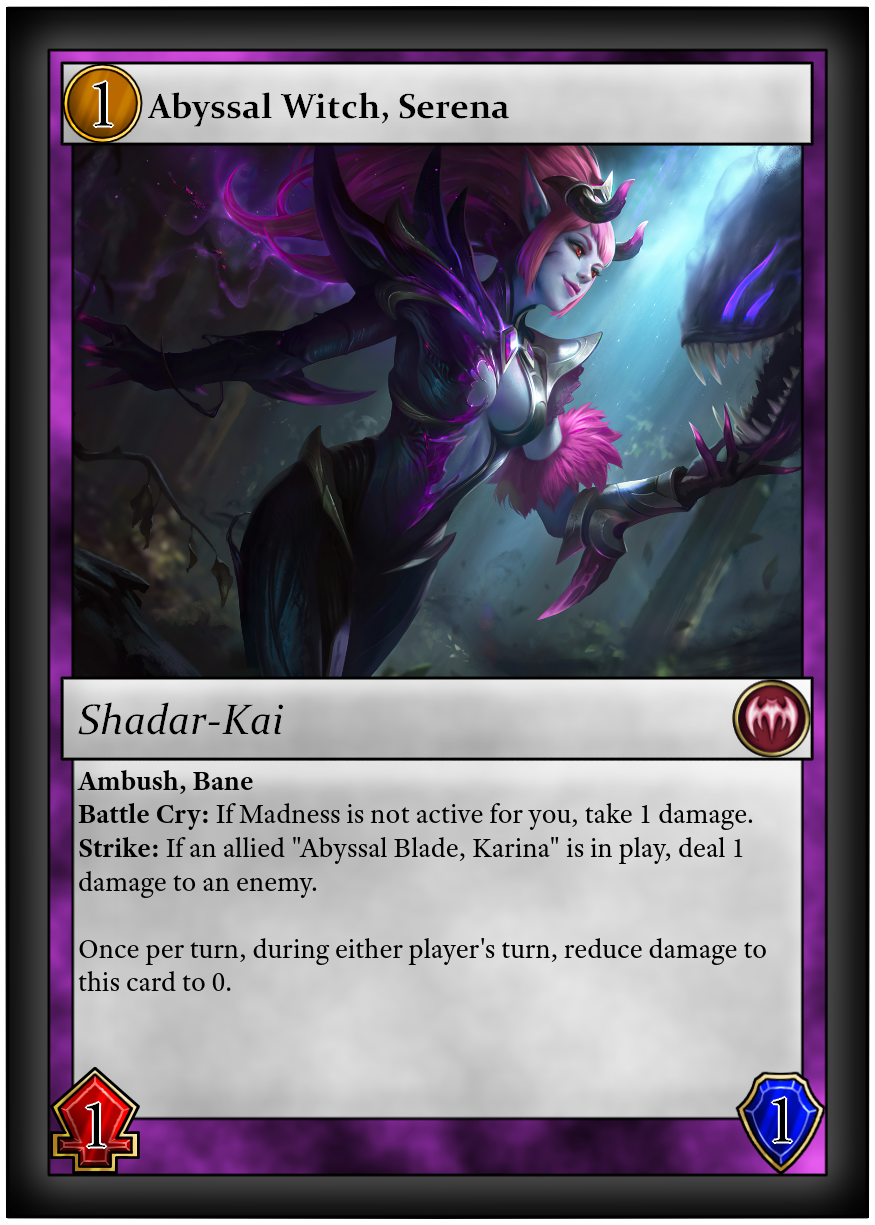 1
Abyssal Witch, Serena
Shadar-Kai
Ambush, Bane
Battle Cry: If Madness is not active for you, take 1 damage.
Strike: If an allied "Abyssal Blade, Karina" is in play, deal 1
damage to an enemy.
Once per turn, during either player's turn, reduce damage to
this card to 0.
1
1